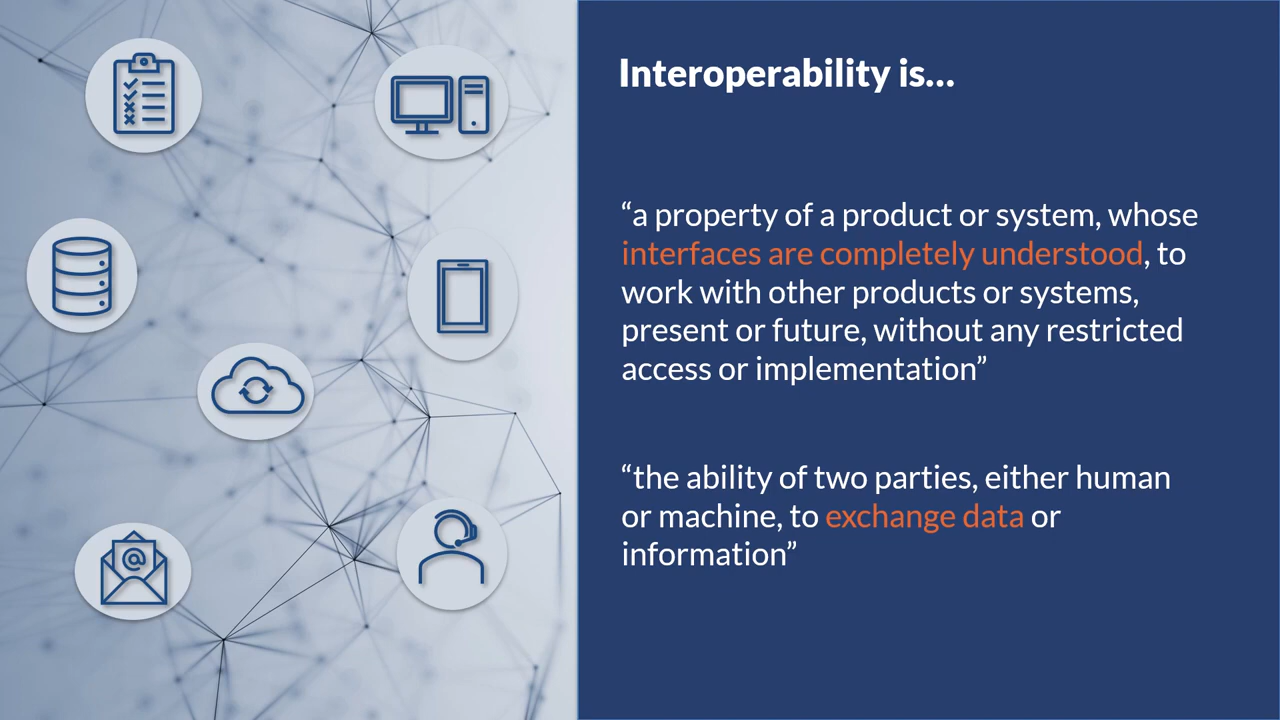 Interoperability is...
“a property of a product or system, whose
interfaces are completely understood, to
work with other products or systems,
present or future, without any restricted
access or implementation”
“the ability of two parties, either human
or machine, to exchange data or
information”
@